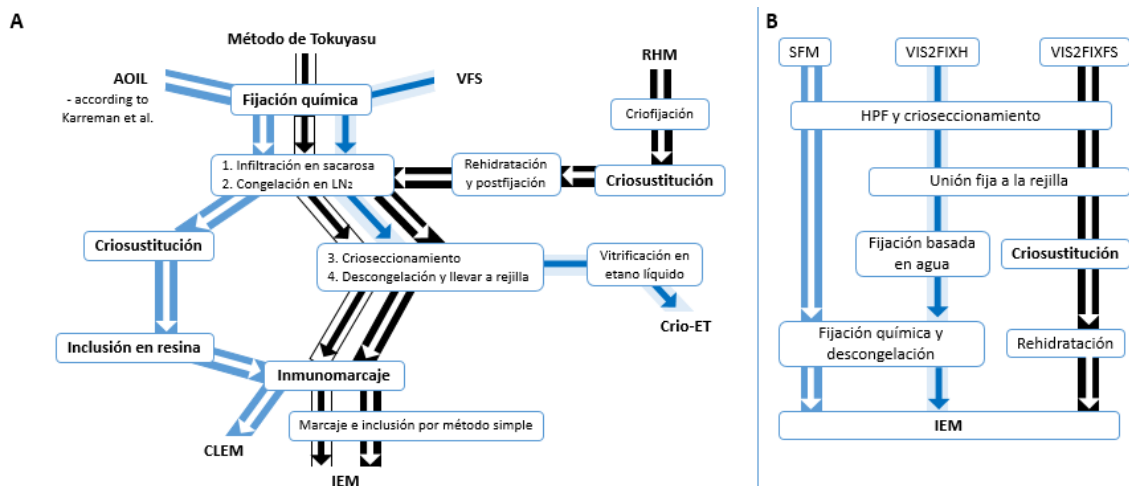 A
Método de Tokuyasu
AOIL
- according to
Karreman et al.
VFS
Fijación química
RHM
Criofijación
1. Infiltración en sacarosa
2. Congelación en LN₂
Rehidratación
y postfijación
Criosustitución
Criosustitución
3. Crioseccionamiento
4. Descongelación y llevar a rejilla
Vitrificación en
etano líquido
Crio-ET
Inclusión en resina
Inmunomarcaje
Marcaje e inclusión por método simple
CLEM
IEM
B
SFM
VIS2FIXH
VIS2FIXFS
HPF y crioseccionamiento
Unión fija a la rejilla
Fijación basada
en agua
Criosustitución
Fijación química y
descongelación
Rehidratación
IEM